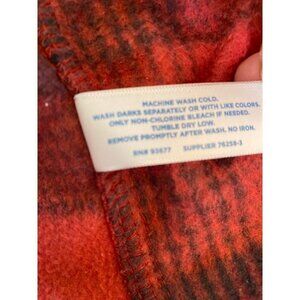 MACHINE WASH COLD.
WASH DARKS SEPARATELY OR WITH LIKE COLORS.
ONLY NON-CHLORINE BLEACH IF NEEDED.
TUMBLE DRY LOW.
REMOVE PROMPTLY AFTER WASH. NO IRON.
RN# 93677 SUPPLIER 76258-3